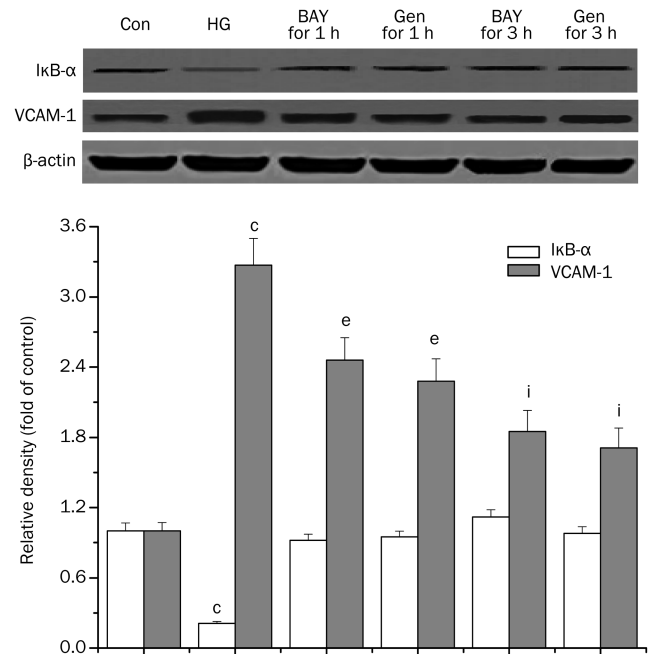 Con HG BAY for 1 h Gen for 1 h BAY for 3 h Gen for 3 h
IκB-α
VCAM-1
β-actin
3.6
3.0
2.4
1.8
1.2
0.6
0.0
Relative density (fold of control)
c
c
e
e
i
i
IκB-α
VCAM-1